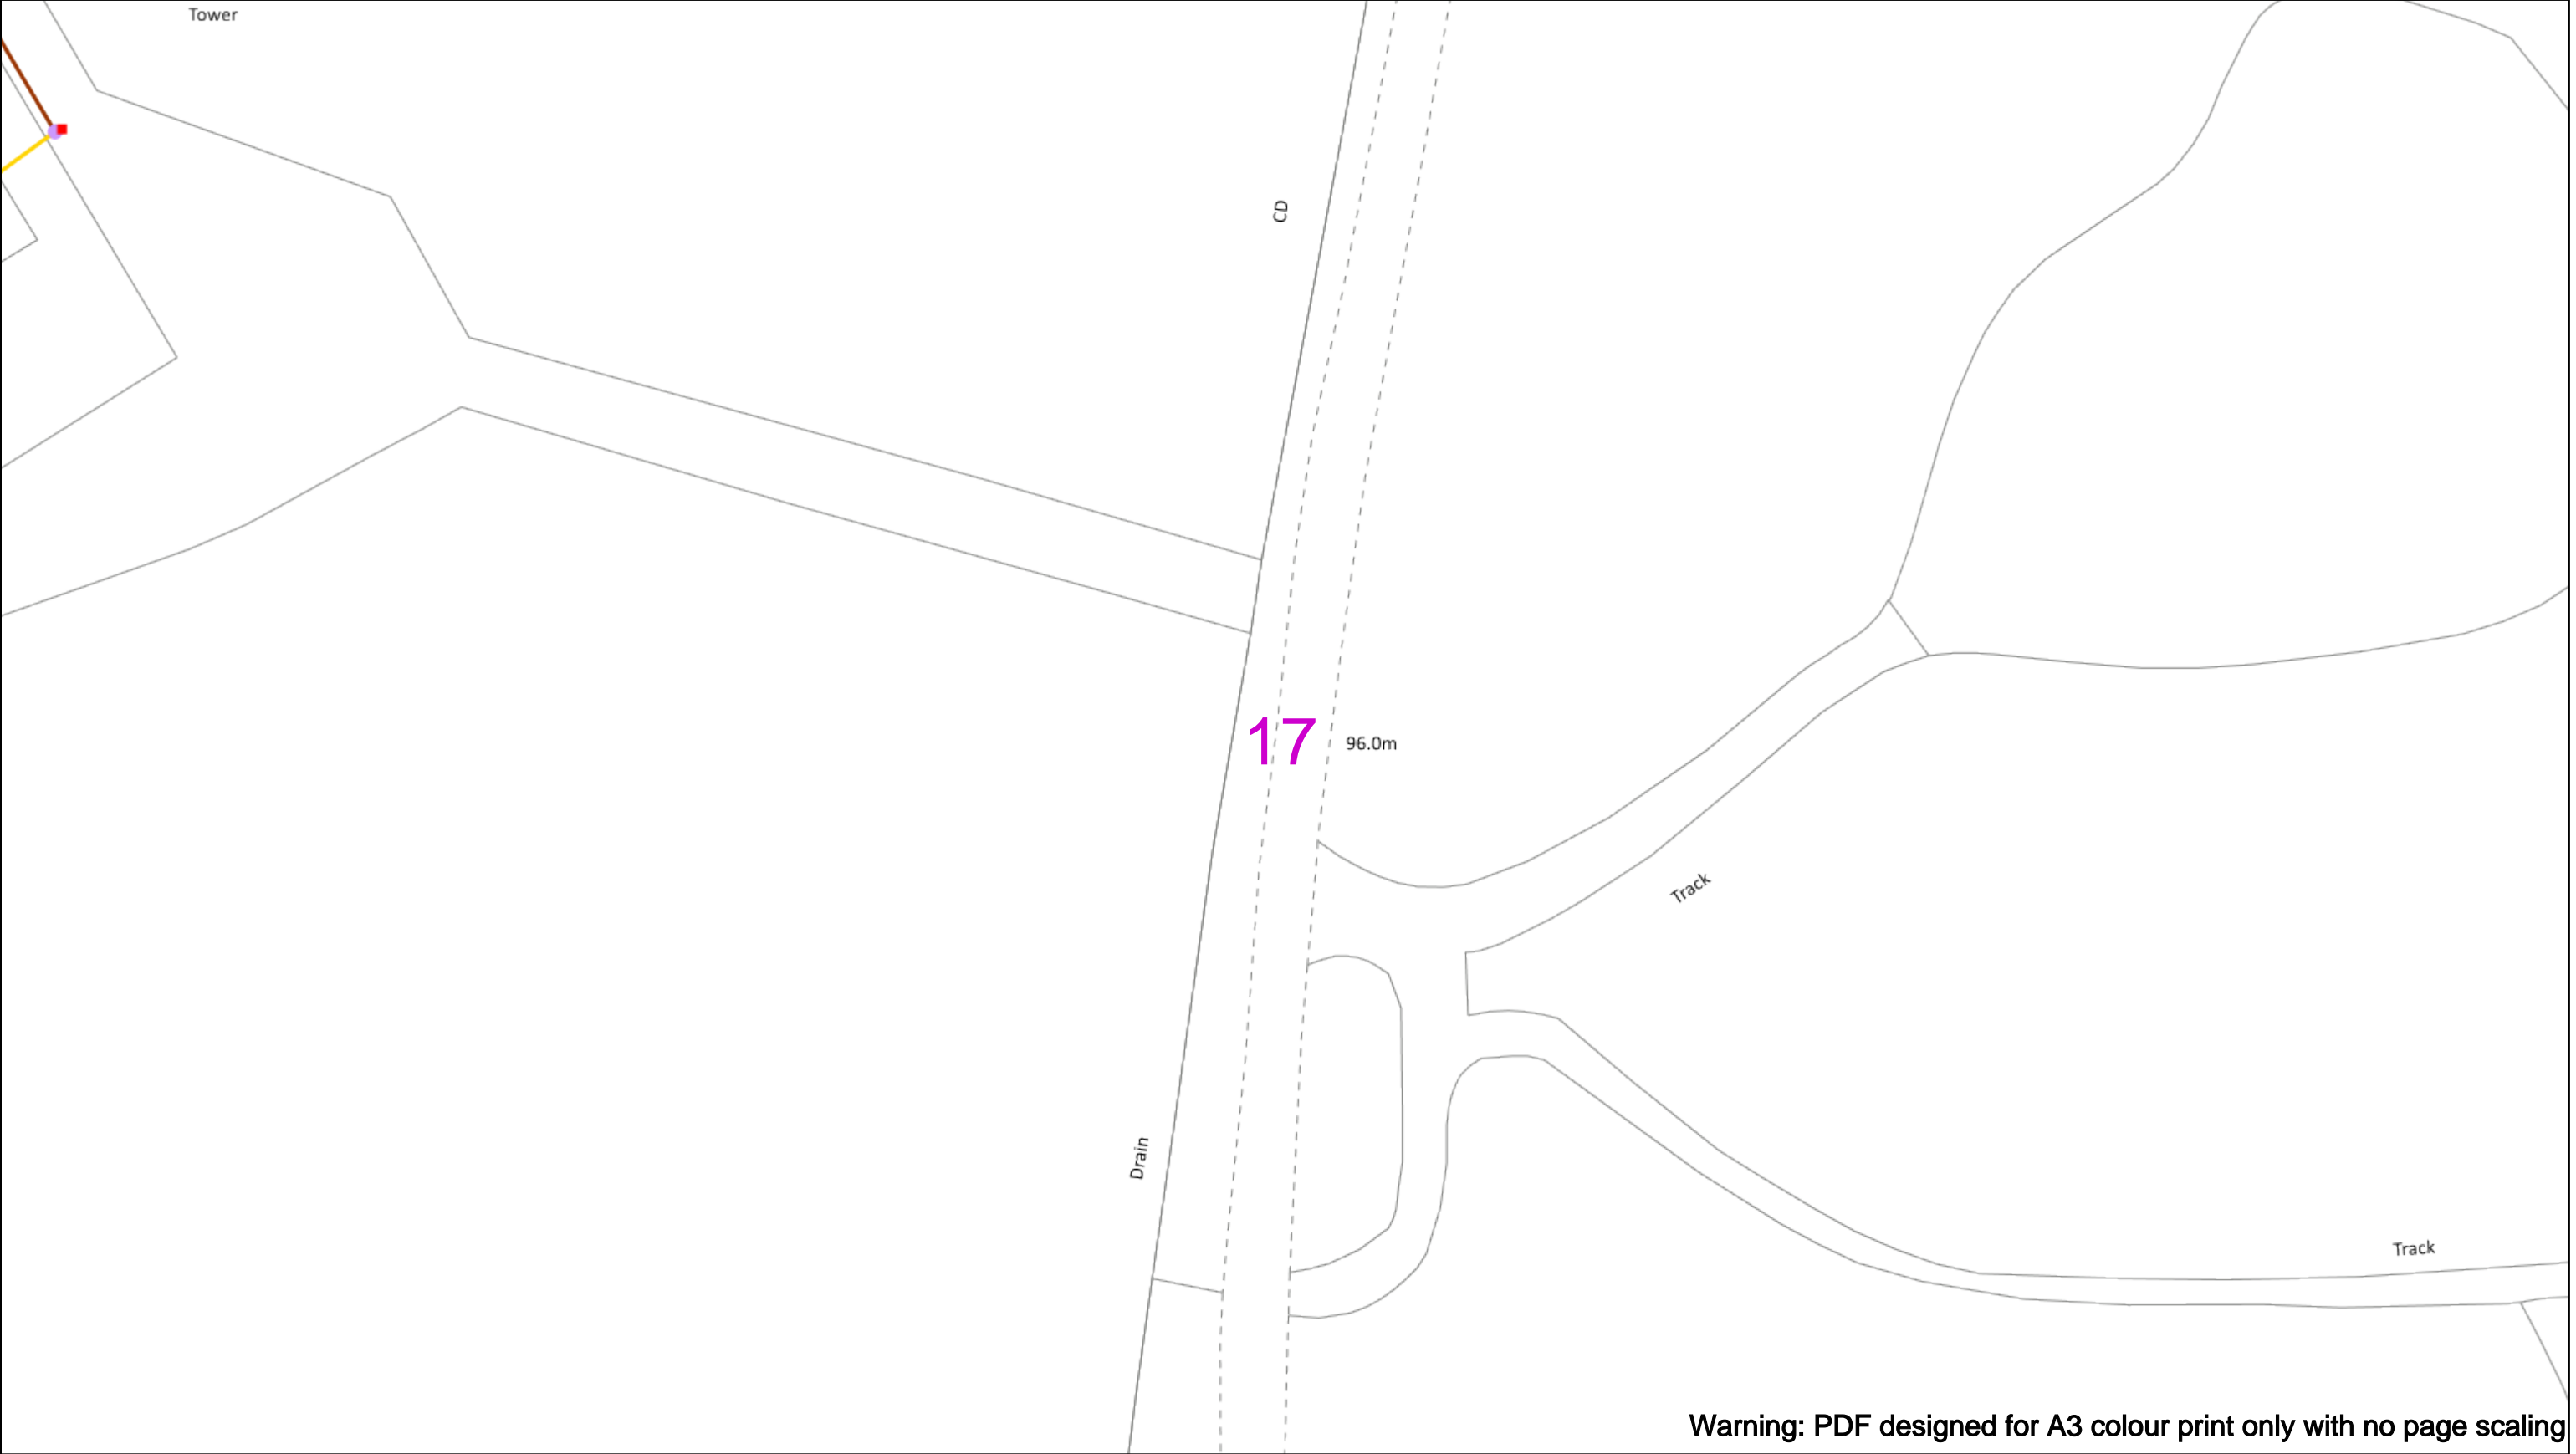 Tower
CD
17
96.0m
Track
Drain
Track
Warning: PDF designed for A3 colour print only with no page scaling